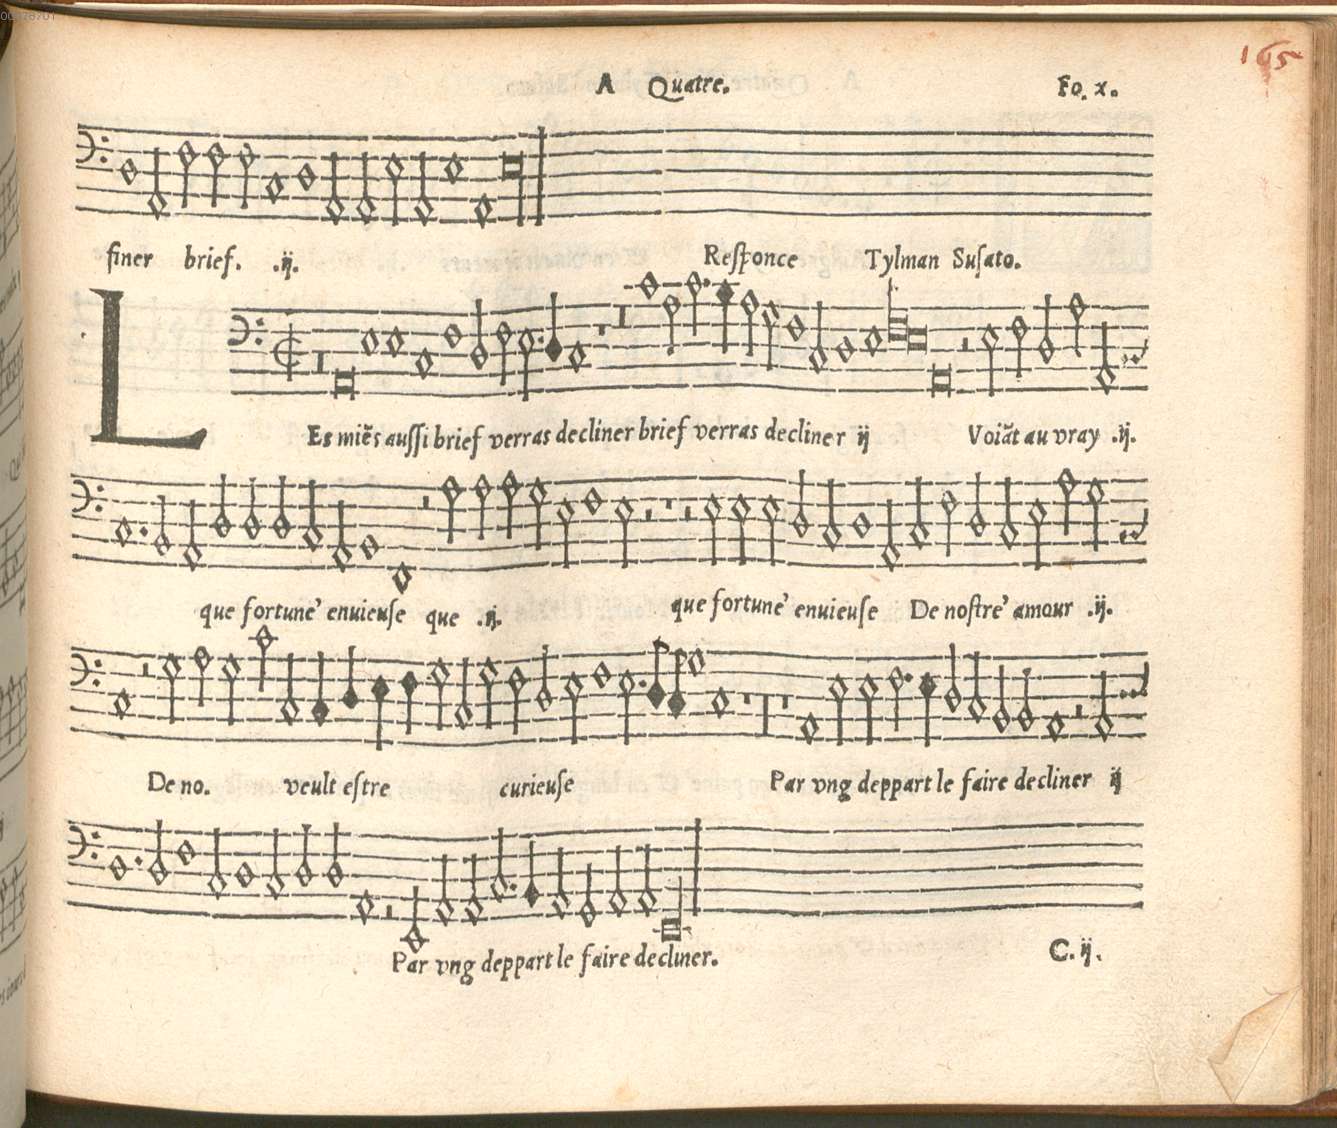 00028701
165
A Quatre. Fo. x.
finer brief. .ij. Responce Tylman Susato.
LEs miẽs aussi brief verras decliner brief verras decliner ij Voiãt au vray .ij.
que fortune' enuieuse que .ij. que fortune' enuieuse De nostre' amour .ij.
De no. veult estre curieuse Par vng deppart le faire decliner ij
Par vng deppart le faire decliner. C. ij.